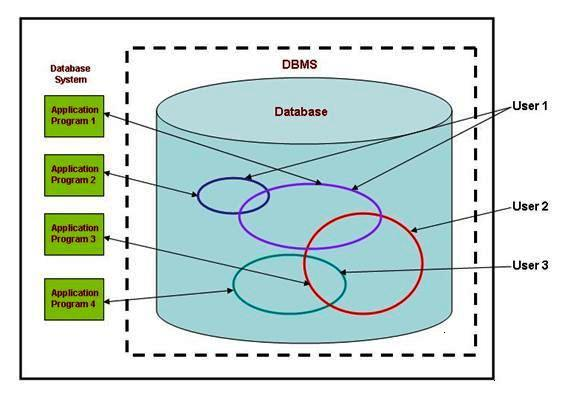 DBMS
Database
System
Database
Application
Program 1
Application
Program 2
Application
Program 3
Application
Program 4
User 1
User 2
User 3